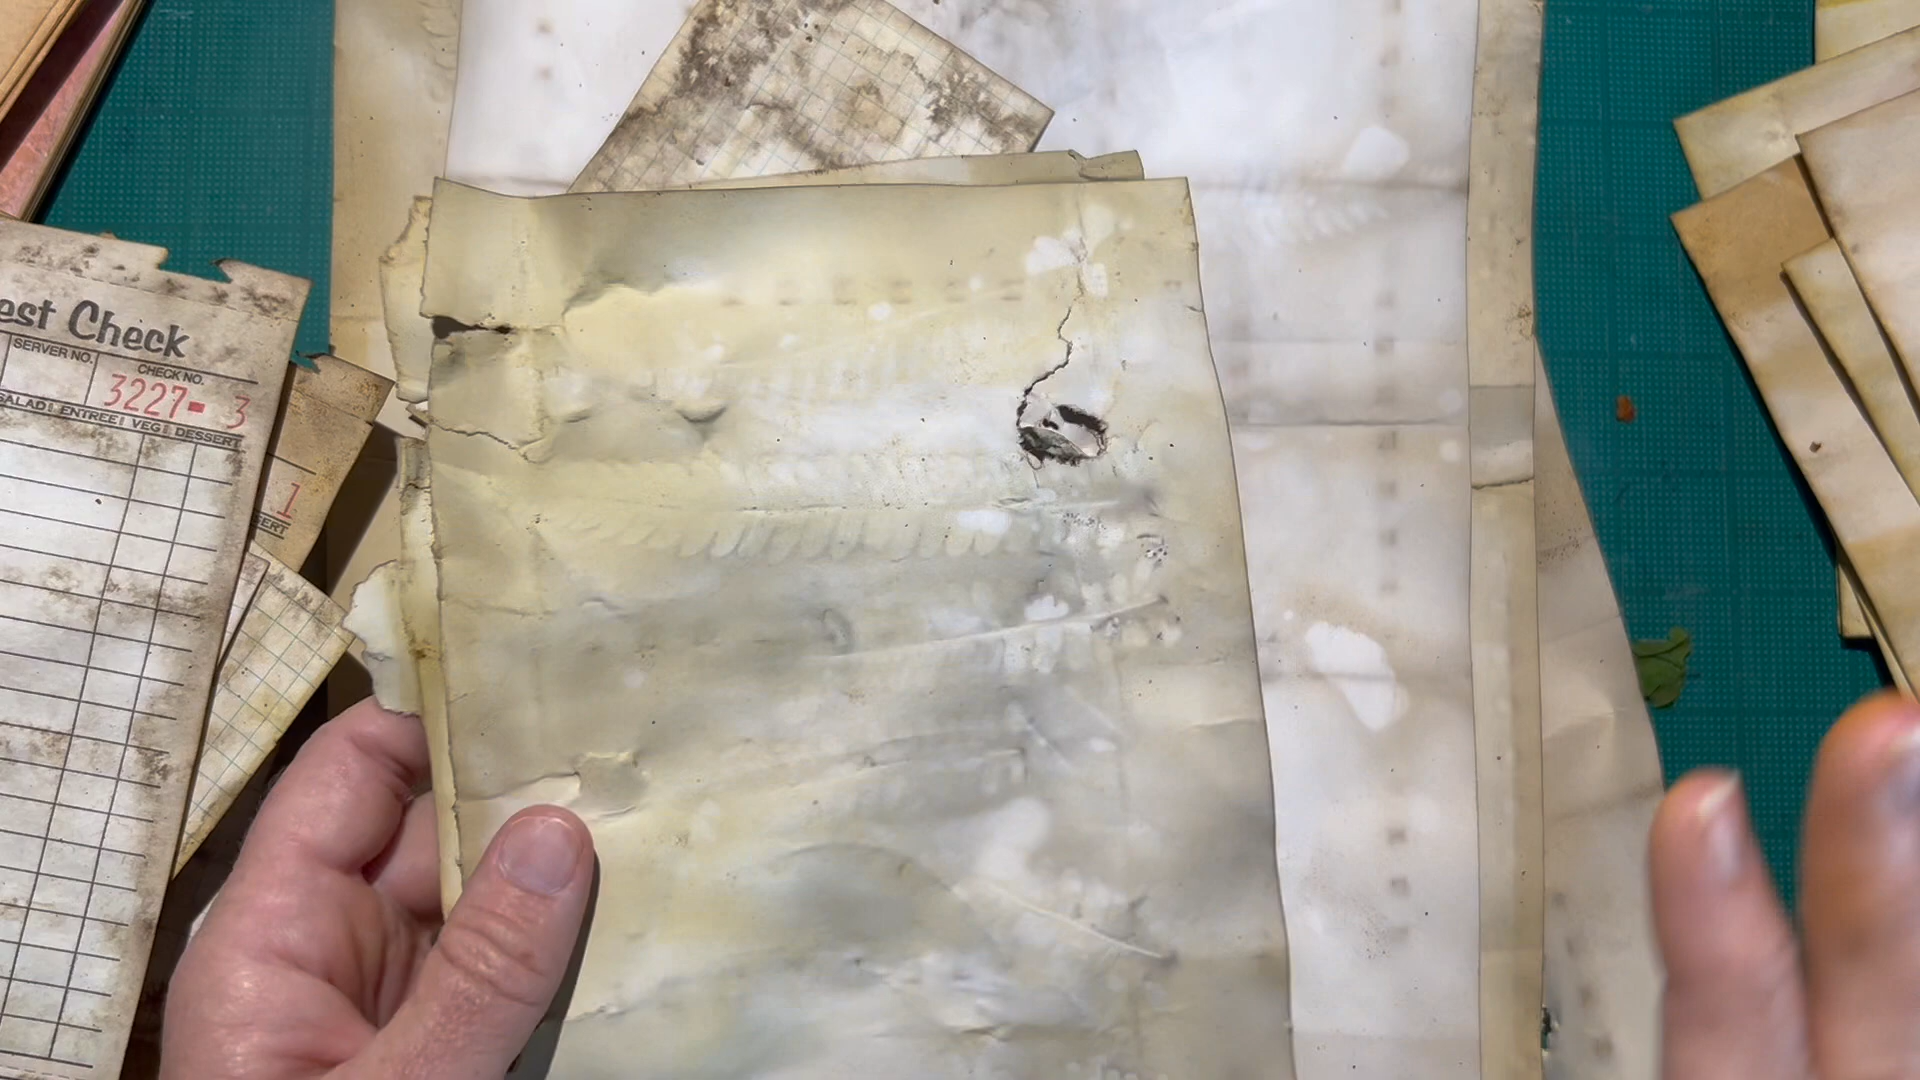 est Check
SERVER NO.
CHECK NO.
3227-3
SALAD ENTREE VEG DESSERT
1
SERT